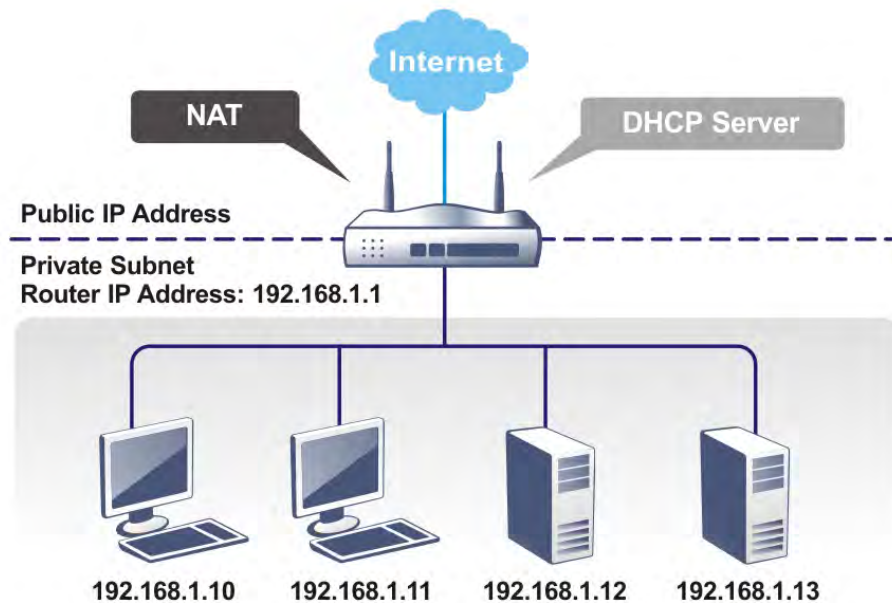 Internet
NAT
DHCP Server
Public IP Address
Private Subnet
Router IP Address: 192.168.1.1
192.168.1.10
192.168.1.11
192.168.1.12
192.168.1.13